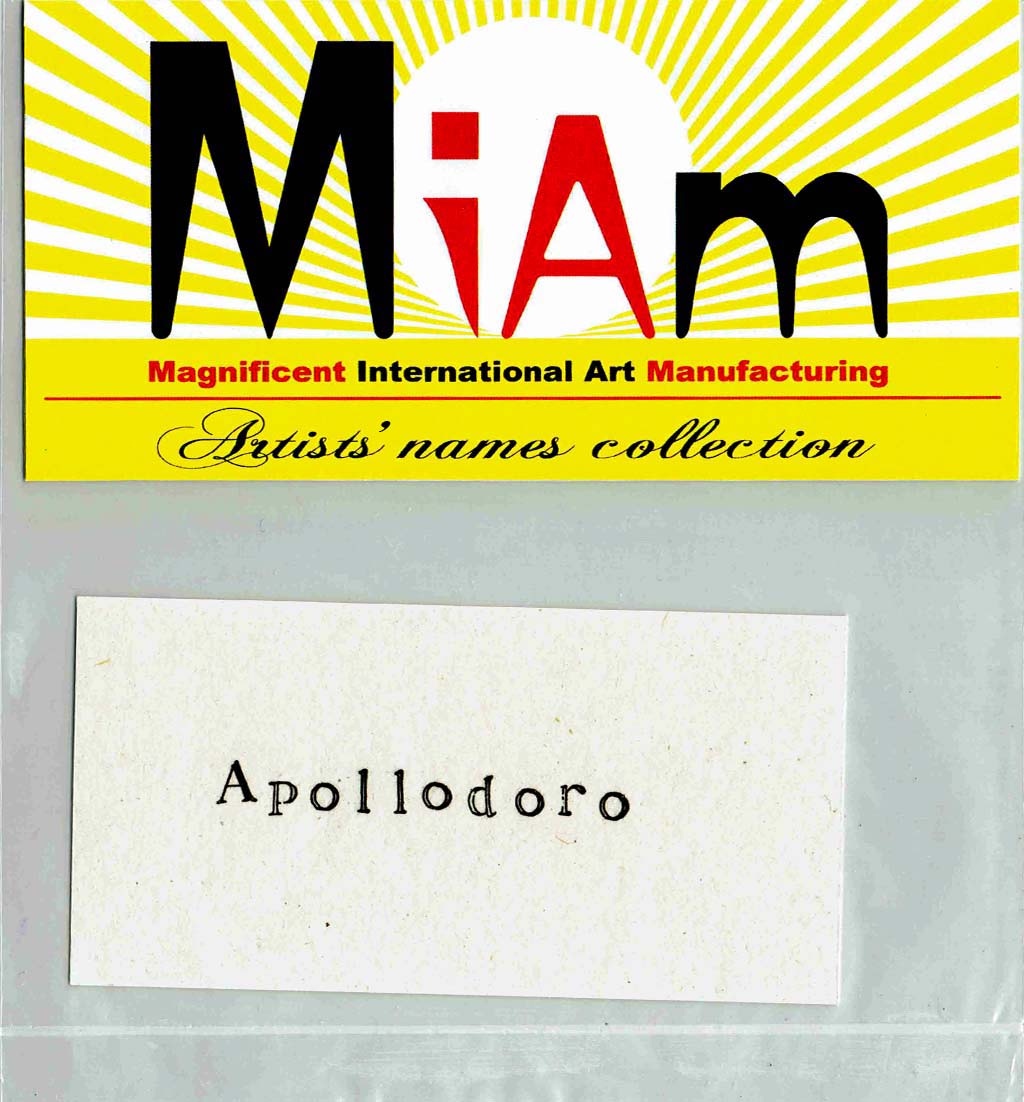 MiAm
Magnificent International Art Manufacturing
Artists' names collection
Apollodoro